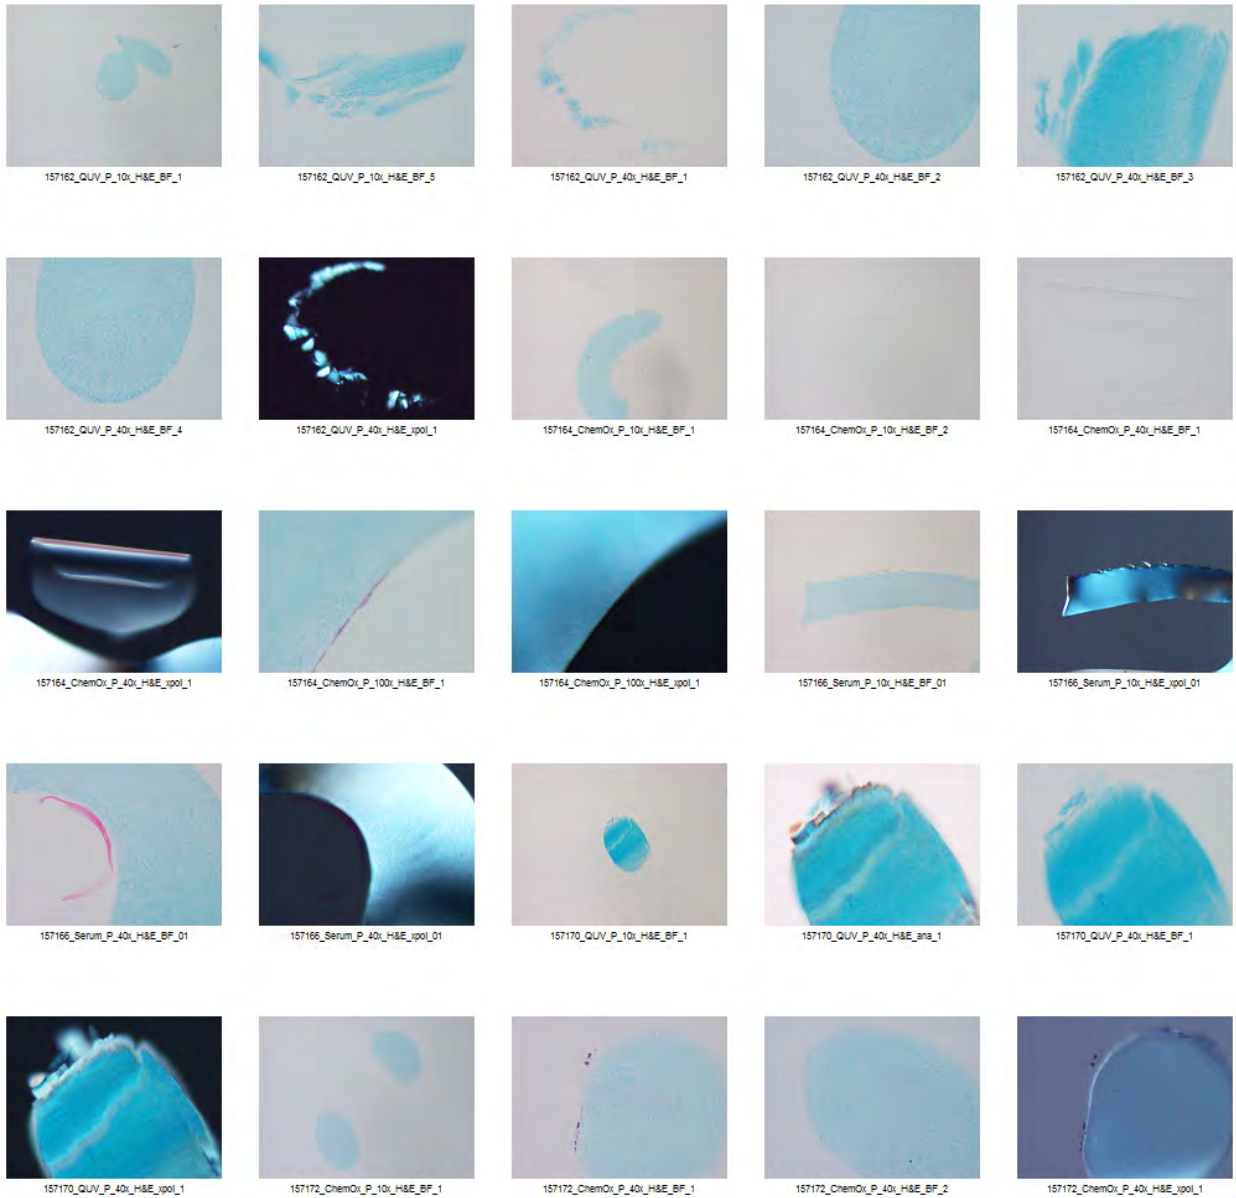 157162_QUV_P_10x_H&E_BF_1
157162_QUV_P_10x_H&E_BF_5
157162_QUV_P_40x_H&E_BF_1
157162_QUV_P_40x_H&E_BF_2
157162_QUV_P_40x_H&E_BF_3
157162_QUV_P_40x_H&E_BF_4
157162_QUV_P_40x_H&E_xpol_1
157164_ChemOx_P_10x_H&E_BF_1
157164_ChemOx_P_10x_H&E_BF_2
157164_ChemOx_P_40x_H&E_BF_1
157164_ChemOx_P_40x_H&E_xpol_1
157164_ChemOx_P_100x_H&E_BF_1
157164_ChemOx_P_100x_H&E_xpol_1
157166_Serum_P_10x_H&E_BF_01
157166_Serum_P_10x_H&E_xpol_01
157166_Serum_P_40x_H&E_BF_01
157166_Serum_P_40x_H&E_xpol_01
157170_QUV_P_10x_H&E_BF_1
157170_QUV_P_40x_H&E_ana_1
157170_QUV_P_40x_H&E_BF_1
157170_QUV_P_40x_H&E_xpol_1
157172_ChemOx_P_10x_H&E_BF_1
157172_ChemOx_P_40x_H&E_BF_1
157172_ChemOx_P_40x_H&E_BF_2
157172_ChemOx_P_40x_H&E_xpol_1